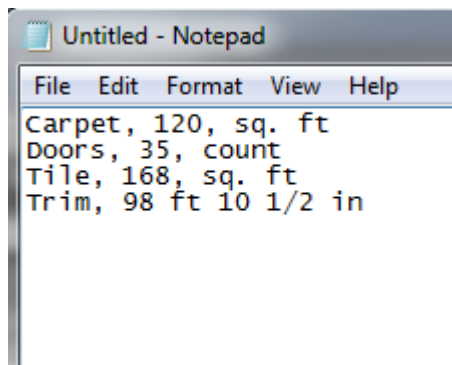 Untitled - Notepad
File Edit Format View Help
Carpet, 120, sq. ft
Doors, 35, count
Tile, 168, sq. ft
Trim, 98 ft 10 1/2 in